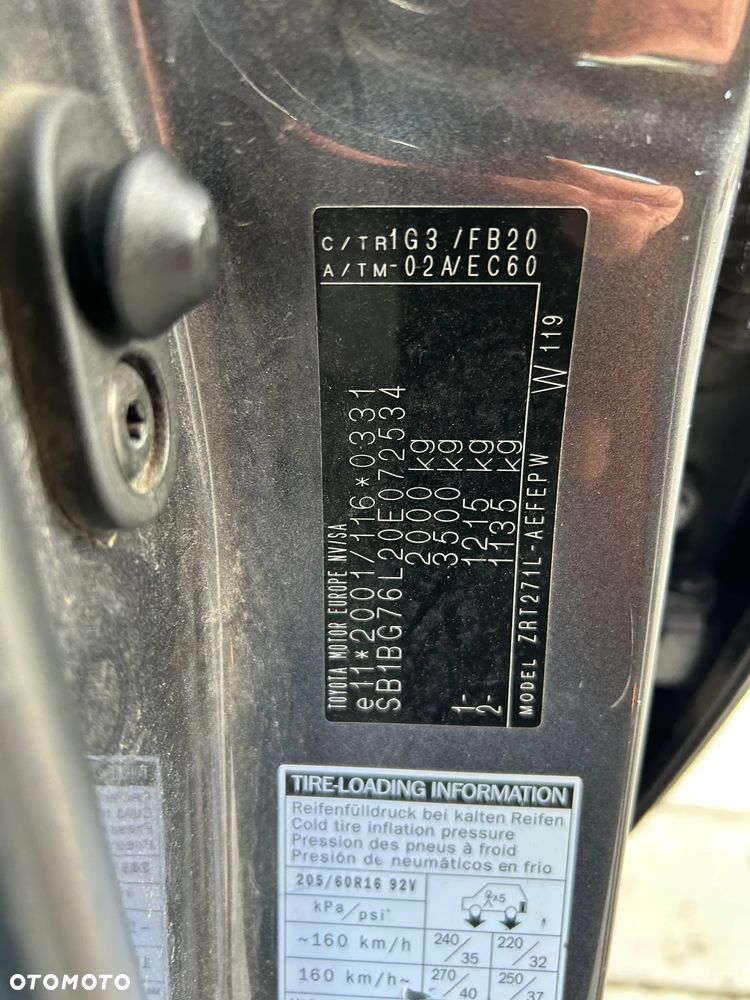 C/TR 1G3 /FB20
A/TM -02A/EC60
TOYOTA MOTOR EUROPE NV/SA
e11*2001/116*0331
SB1BG76L20E072534
2000 kg
3500 kg
1- 1215 kg
2- 1135 kg
MODEL ZRT271L-AEFEPW W 119
TIRE-LOADING INFORMATION
Reifenfülldruck bei kalten Reifen
Cold tire inflation pressure
Pression des pneus à froid
Presión de neumáticos en frio
205/60R16 92V
x5
kPa/psi
~160 km/h 240/35 220/32
160 km/h~ 270/40 250/37
OTOMOTO